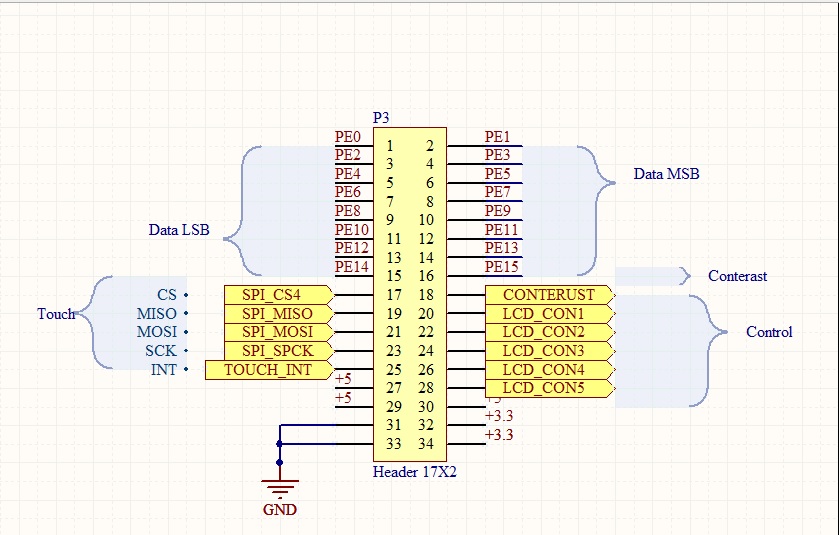 P3
PE0 1 2 PE1
PE2 3 4 PE3
PE4 5 6 PE5
PE6 7 8 PE7
PE8 9 10 PE9
PE10 11 12 PE11
PE12 13 14 PE13
PE14 15 16 PE15
Data LSB
Data MSB
Conterast
CS SPI_CS4 17 18 CONTERUST
MISO SPI_MISO 19 20 LCD_CON1
MOSI SPI_MOSI 21 22 LCD_CON2
SCK SPI_SPCK 23 24 LCD_CON3
INT TOUCH_INT 25 26 LCD_CON4
Touch
Control
+5 27 28 LCD_CON5
+5 29 30
31 32 +3.3
33 34 +3.3
Header 17X2
GND